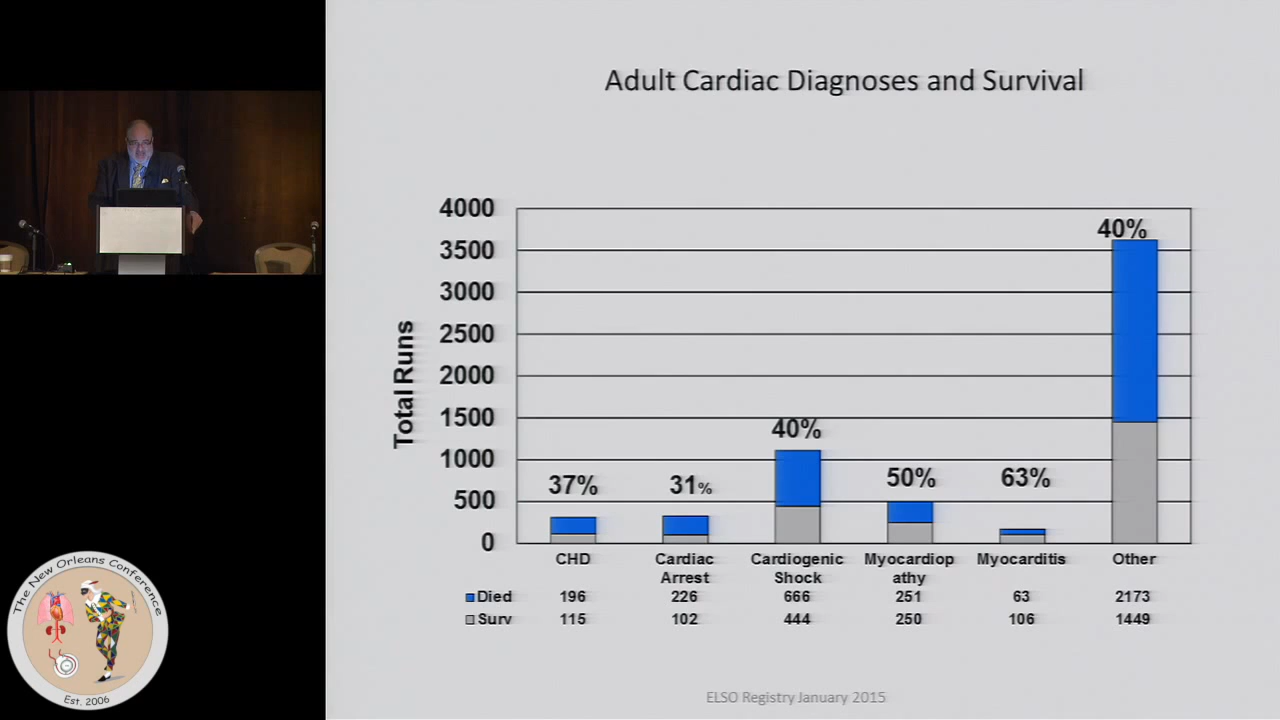 Adult Cardiac Diagnoses and Survival
Total Runs
4000
3500
3000
2500
2000
1500
1000
500
0
37%
31%
40%
50%
63%
40%
CHD
Cardiac
Arrest
Cardiogenic
Shock
Myocardiop
athy
Myocarditis
Other
Died 196 226 666 251 63 2173
Surv 115 102 444 250 106 1449
ELSO Registry January 2015
The New Orleans Conference
Est. 2006